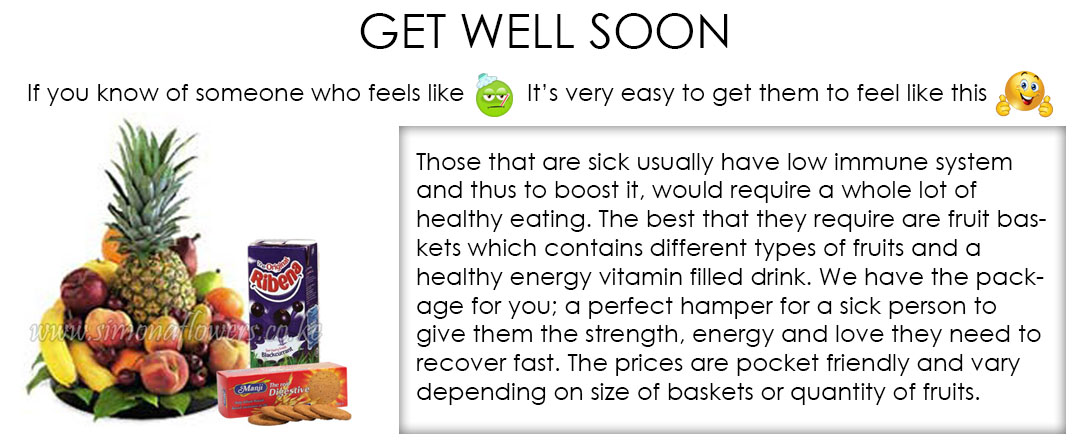 GET WELL SOON
If you know of someone who feels like It's very easy to get them to feel like this
Those that are sick usually have low immune system
and thus to boost it, would require a whole lot of
healthy eating. The best that they require are fruit bas-
kets which contains different types of fruits and a
healthy energy vitamin filled drink. We have the pack-
age for you; a perfect hamper for a sick person to
give them the strength, energy and love they need to
recover fast. The prices are pocket friendly and vary
depending on size of baskets or quantity of fruits.
www.simonaflowers.co.ke
The Original
Ribena
Blackcurrant
Manji
Digestive